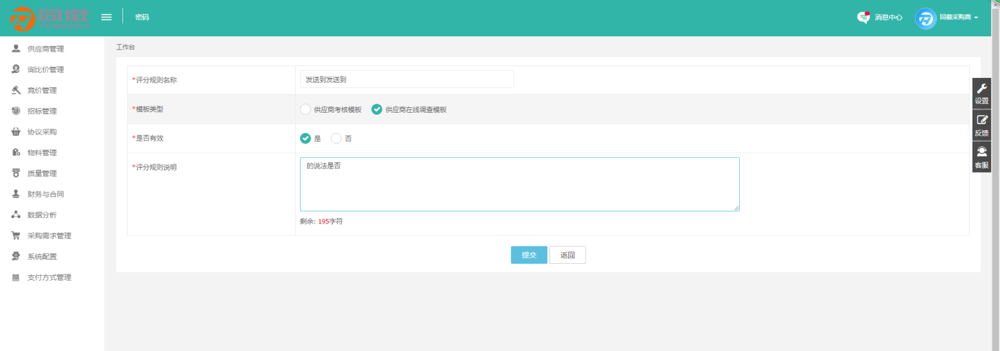 同徽
密码
消息中心
同徽采购商
供应商管理
询比价管理
竞价管理
招标管理
协议采购
物料管理
质量管理
财务与合同
数据分析
采购需求管理
系统配置
支付方式管理
工作台
*评分规则名称
发送到发送到
*模板类型
供应商考核模板
供应商在线调查模板
*是否有效
是
否
*评分规则说明
的说法是否
剩余: 195字符
提交
返回
设置
反馈
客服